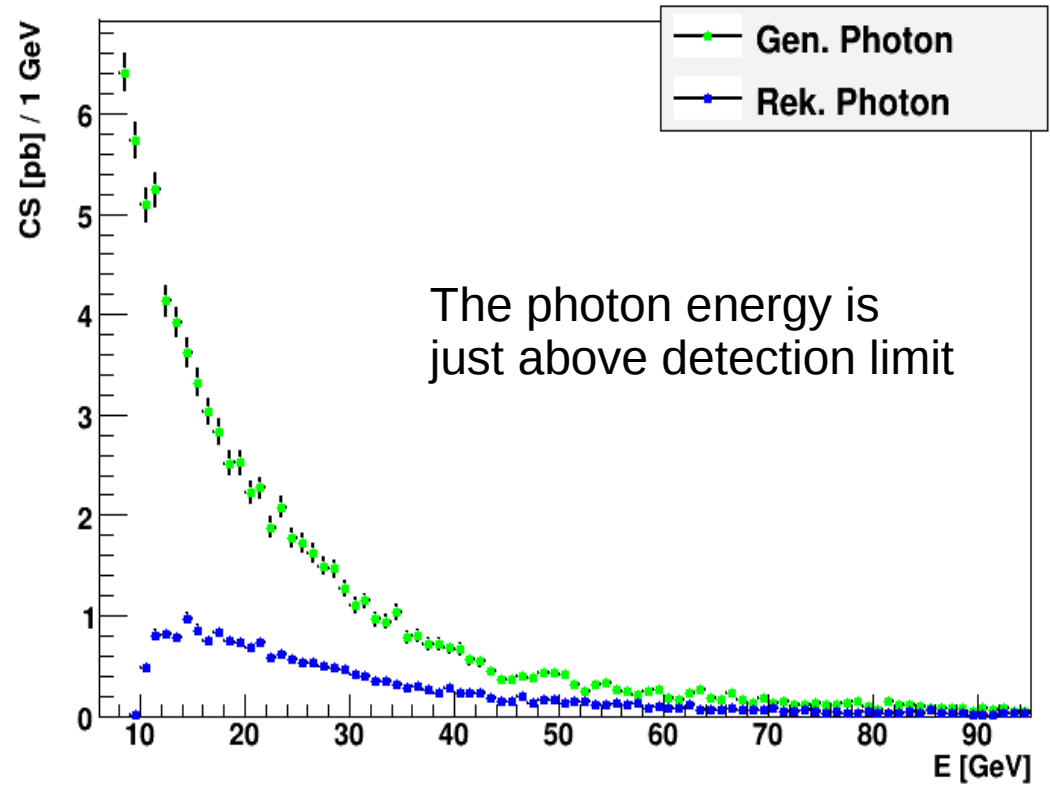 CS [pb] / 1 GeV
Gen. Photon
Rek. Photon
The photon energy is
just above detection limit
6
5
4
3
2
1
0
10 20 30 40 50 60 70 80 90
E [GeV]